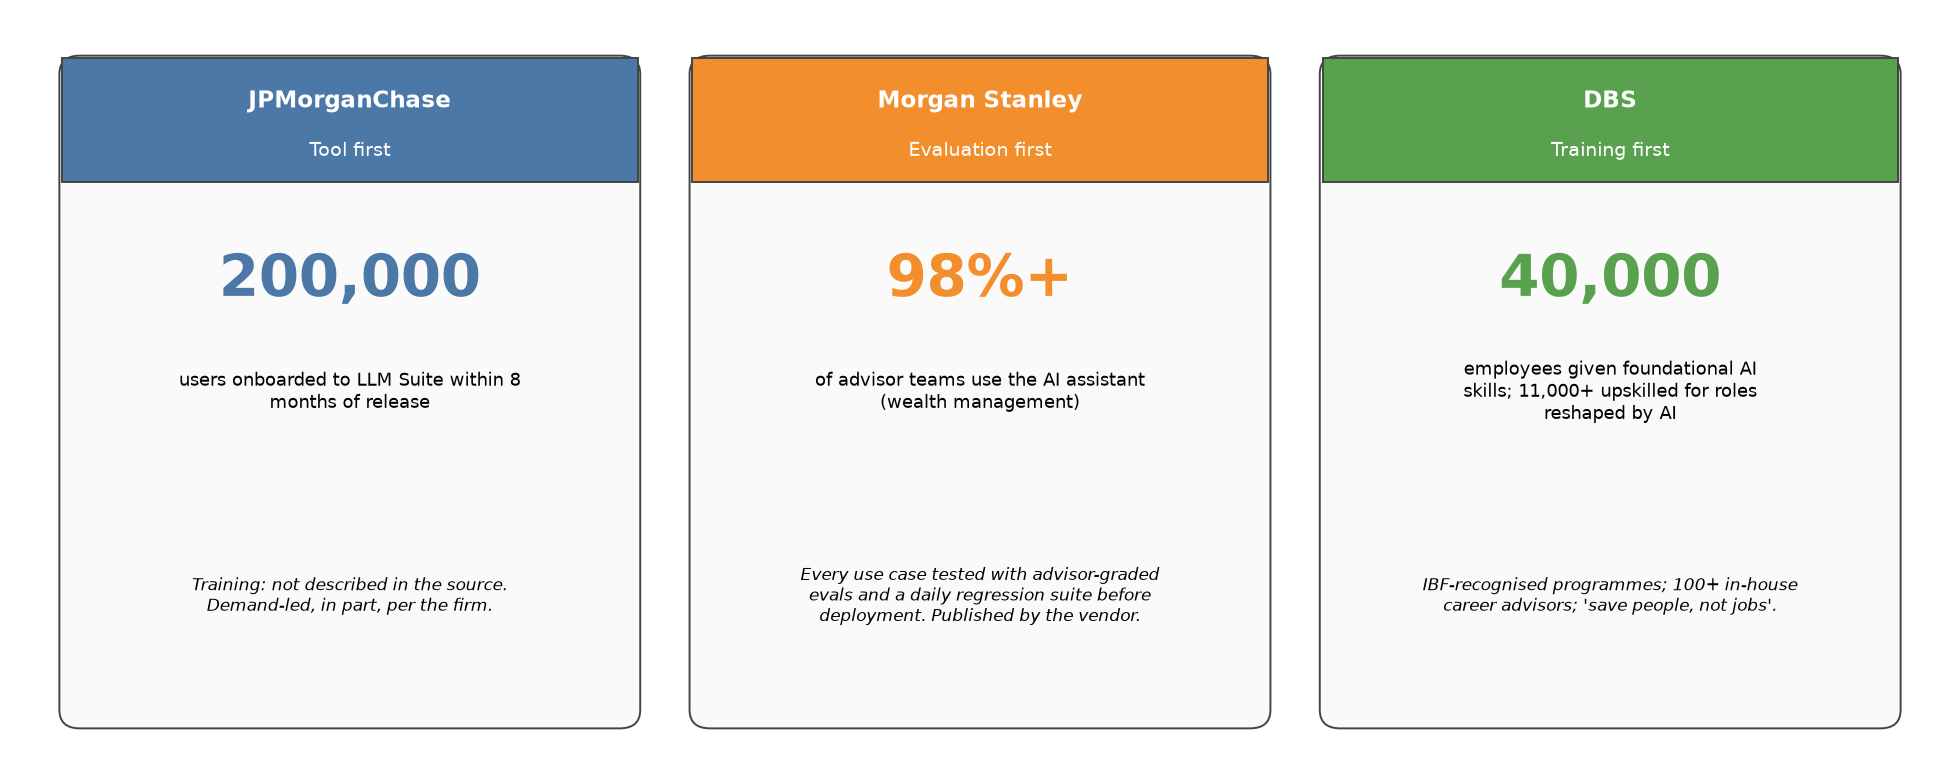 JPMorganChase
Tool first
200,000
users onboarded to LLM Suite within 8
months of release
Training: not described in the source.
Demand-led, in part, per the firm.
Morgan Stanley
Evaluation first
98%+
of advisor teams use the AI assistant
(wealth management)
Every use case tested with advisor-graded
evals and a daily regression suite before
deployment. Published by the vendor.
DBS
Training first
40,000
employees given foundational AI
skills; 11,000+ upskilled for roles
reshaped by AI
IBF-recognised programmes; 100+ in-house
career advisors; 'save people, not jobs'.